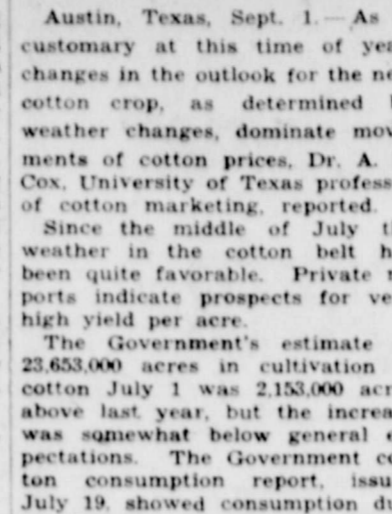 Austin, Texas, Sept. 1.—As
customary at this time of yea
changes in the outlook for the ne
cotton crop, as determined
weather changes, dominate mov
ments of cotton prices, Dr. A.
Cox, University of Texas profess
of cotton marketing, reported.
Since the middle of July t
weather in the cotton belt h
been quite favorable. Private r
ports indicate prospects for ve
high yield per acre.
The Government's estimate
23,653,000 acres in cultivation
cotton July 1 was 2,153,000 acr
above last year, but the increa
was somewhat below general e
pectations. The Government co
ton consumption report, issu
July 19, showed consumption du